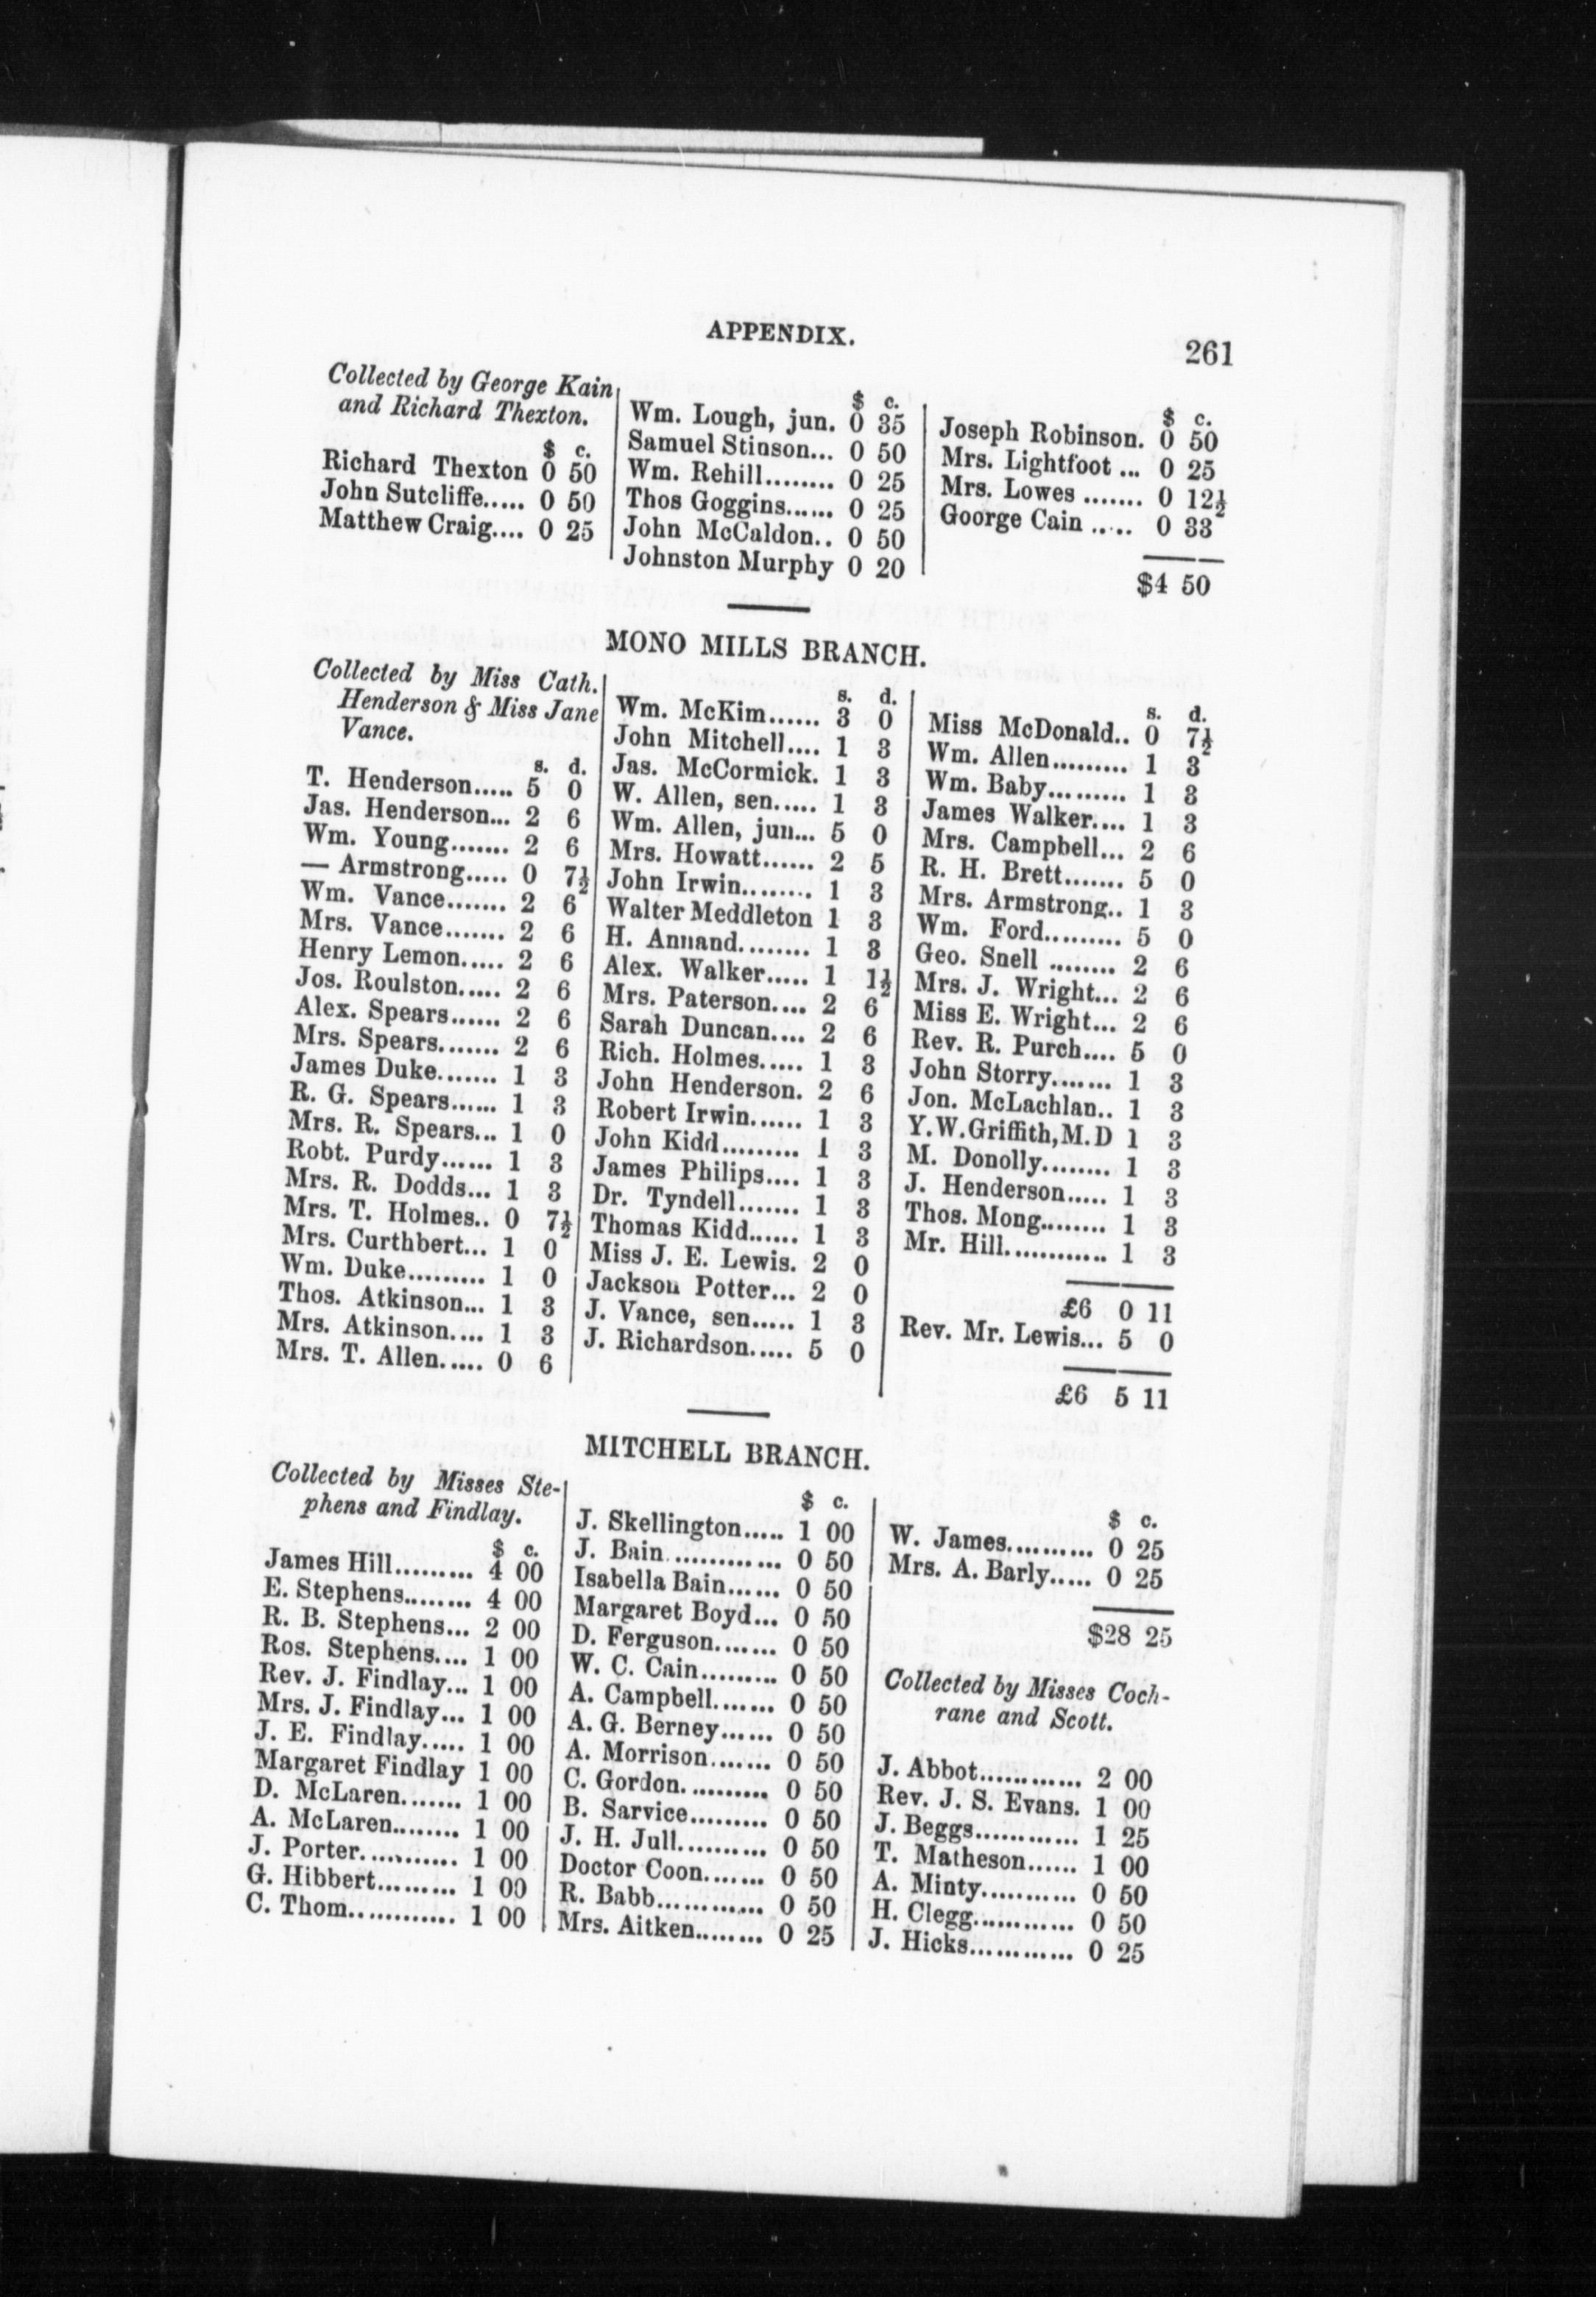 APPENDIX.
261
Collected by George Kain
and Richard Thexton.
$ c.
Richard Thexton 0 50
John Sutcliffe..... 0 50
Matthew Craig.... 0 25
$ c.
Wm. Lough, jun. 0 35
Samuel Stinson... 0 50
Wm. Rehill........ 0 25
Thos Goggins...... 0 25
John McCaldon.. 0 50
Johnston Murphy 0 20
$ c.
Joseph Robinson. 0 50
Mrs. Lightfoot ... 0 25
Mrs. Lowes ....... 0 12½
Goorge Cain ..... 0 33
$4 50
MONO MILLS BRANCH.
Collected by Miss Cath.
Henderson & Miss Jane
Vance.
s. d.
T. Henderson..... 5 0
Jas. Henderson... 2 6
Wm. Young....... 2 6
— Armstrong..... 0 7½
Wm. Vance....... 2 6
Mrs. Vance....... 2 6
Henry Lemon..... 2 6
Jos. Roulston..... 2 6
Alex. Spears...... 2 6
Mrs. Spears....... 2 6
James Duke....... 1 3
R. G. Spears...... 1 3
Mrs. R. Spears... 1 0
Robt. Purdy...... 1 3
Mrs. R. Dodds... 1 3
Mrs. T. Holmes.. 0 7½
Mrs. Curthbert... 1 0
Wm. Duke......... 1 0
Thos. Atkinson... 1 3
Mrs. Atkinson.... 1 3
Mrs. T. Allen..... 0 6
s. d.
Wm. McKim...... 3 0
John Mitchell.... 1 3
Jas. McCormick. 1 3
W. Allen, sen..... 1 3
Wm. Allen, jun... 5 0
Mrs. Howatt...... 2 5
John Irwin........ 1 3
Walter Meddleton 1 3
H. Annand........ 1 3
Alex. Walker..... 1 1½
Mrs. Paterson.... 2 6
Sarah Duncan.... 2 6
Rich. Holmes..... 1 3
John Henderson. 2 6
Robert Irwin...... 1 3
John Kidd......... 1 3
James Philips.... 1 3
Dr. Tyndell....... 1 3
Thomas Kidd...... 1 3
Miss J. E. Lewis. 2 0
Jackson Potter... 2 0
J. Vance, sen..... 1 3
J. Richardson..... 5 0
s. d.
Miss McDonald.. 0 7½
Wm. Allen......... 1 3
Wm. Baby......... 1 3
James Walker.... 1 3
Mrs. Campbell... 2 6
R. H. Brett....... 5 0
Mrs. Armstrong.. 1 3
Wm. Ford......... 5 0
Geo. Snell ........ 2 6
Mrs. J. Wright... 2 6
Miss E. Wright... 2 6
Rev. R. Purch.... 5 0
John Storry....... 1 3
Jon. McLachlan.. 1 3
Y.W.Griffith,M.D 1 3
M. Donolly........ 1 3
J. Henderson..... 1 3
Thos. Mong........ 1 3
Mr. Hill............ 1 3
£6 0 11
Rev. Mr. Lewis... 5 0
£6 5 11
MITCHELL BRANCH.
Collected by Misses Ste-
phens and Findlay.
$ c.
James Hill......... 4 00
E. Stephens........ 4 00
R. B. Stephens... 2 00
Ros. Stephens.... 1 00
Rev. J. Findlay... 1 00
Mrs. J. Findlay... 1 00
J. E. Findlay..... 1 00
Margaret Findlay 1 00
D. McLaren....... 1 00
A. McLaren........ 1 00
J. Porter........... 1 00
G. Hibbert......... 1 00
C. Thom............ 1 00
$ c.
J. Skellington..... 1 00
J. Bain............. 0 50
Isabella Bain...... 0 50
Margaret Boyd... 0 50
D. Ferguson....... 0 50
W. C. Cain......... 0 50
A. Campbell....... 0 50
A. G. Berney...... 0 50
A. Morrison....... 0 50
C. Gordon.......... 0 50
B. Sarvice......... 0 50
J. H. Jull.......... 0 50
Doctor Coon....... 0 50
R. Babb............ 0 50
Mrs. Aitken........ 0 25
$ c.
W. James.......... 0 25
Mrs. A. Barly..... 0 25
$28 25
Collected by Misses Coch-
rane and Scott.
J. Abbot............ 2 00
Rev. J. S. Evans. 1 00
J. Beggs............ 1 25
T. Matheson...... 1 00
A. Minty........... 0 50
H. Clegg............ 0 50
J. Hicks............ 0 25